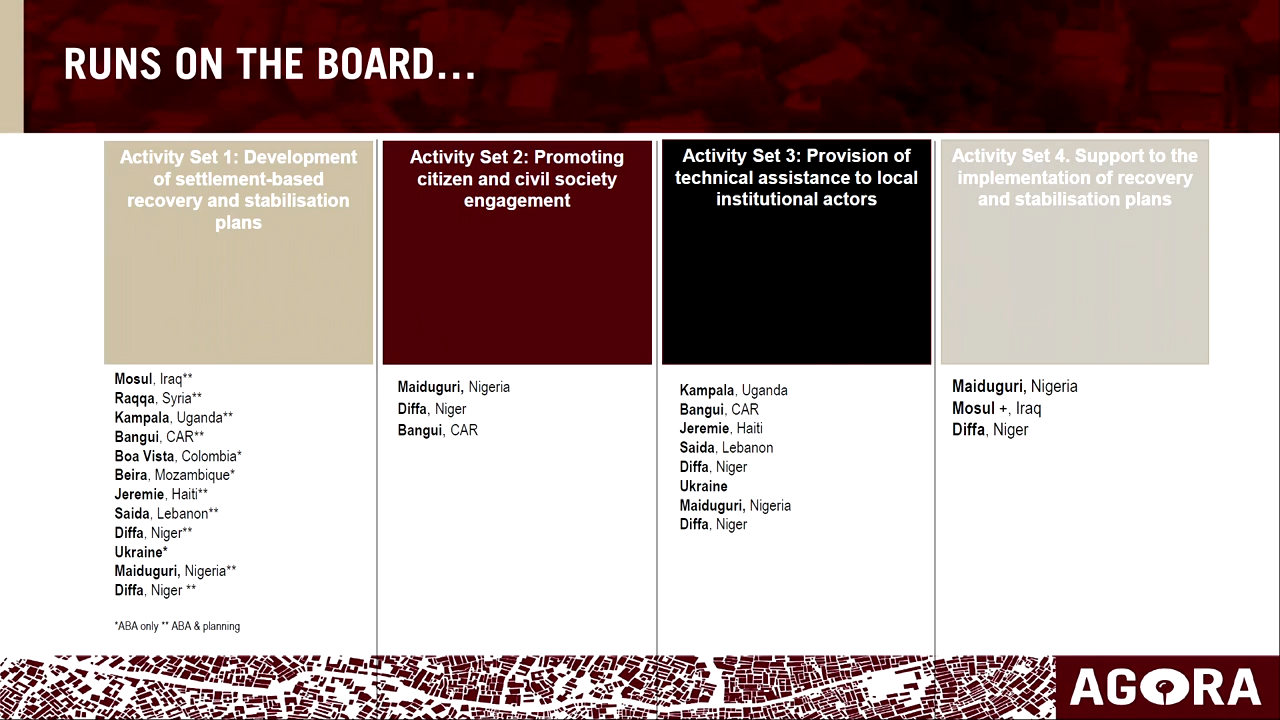 RUNS ON THE BOARD...
Activity Set 1: Development
of settlement-based
recovery and stabilisation
plans
Mosul, Iraq**
Raqqa, Syria**
Kampala, Uganda**
Bangui, CAR**
Boa Vista, Colombia*
Beira, Mozambique*
Jeremie, Haiti**
Saida, Lebanon**
Diffa, Niger**
Ukraine*
Maiduguri, Nigeria**
Diffa, Niger **
*ABA only ** ABA & planning
Activity Set 2: Promoting
citizen and civil society
engagement
Maiduguri, Nigeria
Diffa, Niger
Bangui, CAR
Activity Set 3: Provision of
technical assistance to local
institutional actors
Kampala, Uganda
Bangui, CAR
Jeremie, Haiti
Saida, Lebanon
Diffa, Niger
Ukraine
Maiduguri, Nigeria
Diffa, Niger
Activity Set 4. Support to the
implementation of recovery
and stabilisation plans
Maiduguri, Nigeria
Mosul +, Iraq
Diffa, Niger
AGORA